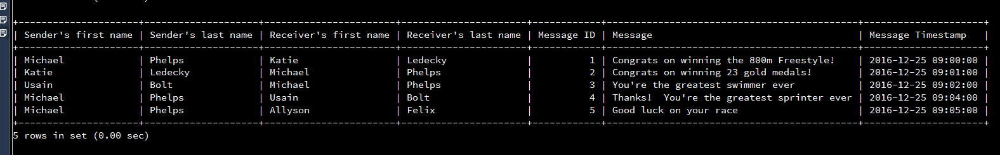 +----------------------+---------------------+-----------------------+----------------------+------------+--------------------------------------------+---------------------+
| Sender's first name | Sender's last name | Receiver's first name | Receiver's last name | Message ID | Message | Message Timestamp |
+----------------------+---------------------+-----------------------+----------------------+------------+--------------------------------------------+---------------------+
| Michael | Phelps | Katie | Ledecky | 1 | Congrats on winning the 800m Freestyle! | 2016-12-25 09:00:00 |
| Katie | Ledecky | Michael | Phelps | 2 | Congrats on winning 23 gold medals! | 2016-12-25 09:01:00 |
| Usain | Bolt | Michael | Phelps | 3 | You're the greatest swimmer ever | 2016-12-25 09:02:00 |
| Michael | Phelps | Usain | Bolt | 4 | Thanks!  You're the greatest sprinter ever | 2016-12-25 09:04:00 |
| Michael | Phelps | Allyson | Felix | 5 | Good luck on your race | 2016-12-25 09:05:00 |
+----------------------+---------------------+-----------------------+----------------------+------------+--------------------------------------------+---------------------+
5 rows in set (0.00 sec)